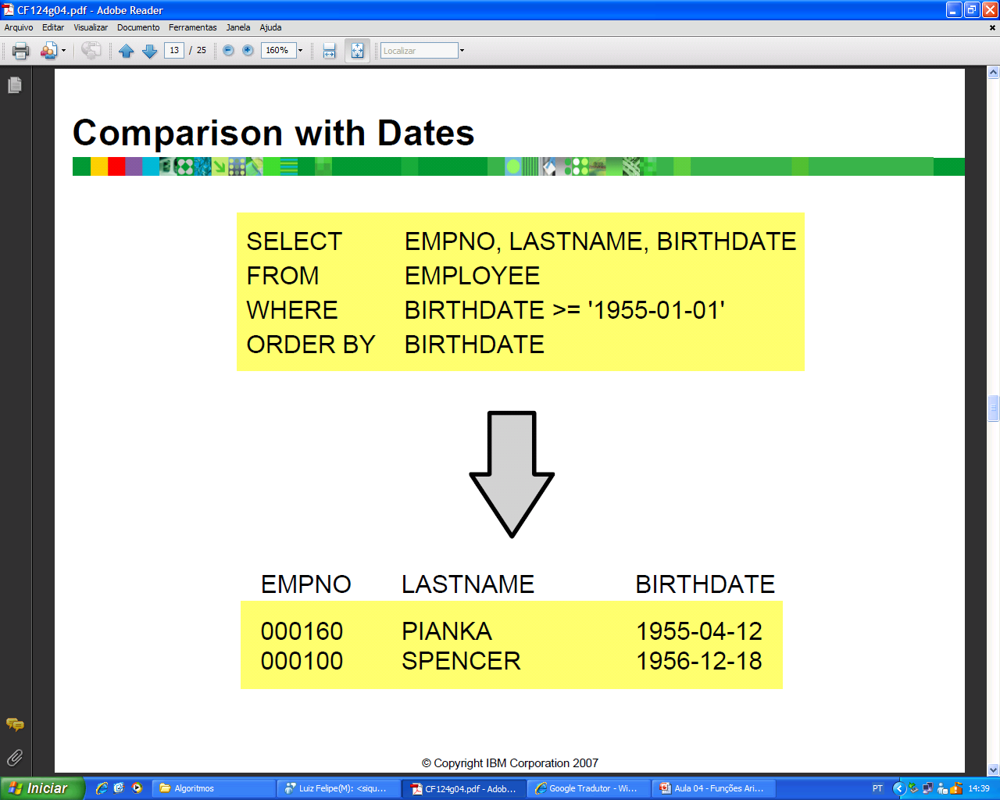 CF124g04.pdf - Adobe Reader
Arquivo Editar Visualizar Documento Ferramentas Janela Ajuda
13 / 25 160% Localizar
Comparison with Dates
SELECT EMPNO, LASTNAME, BIRTHDATE
FROM EMPLOYEE
WHERE BIRTHDATE >= '1955-01-01'
ORDER BY BIRTHDATE
EMPNO LASTNAME BIRTHDATE
000160 PIANKA 1955-04-12
000100 SPENCER 1956-12-18
© Copyright IBM Corporation 2007
Iniciar Algoritmos Luiz Felipe(M): <siqu... CF124g04.pdf - Adob... Google Tradutor - Wi... Aula 04 - Funções Ari... PT 14:39